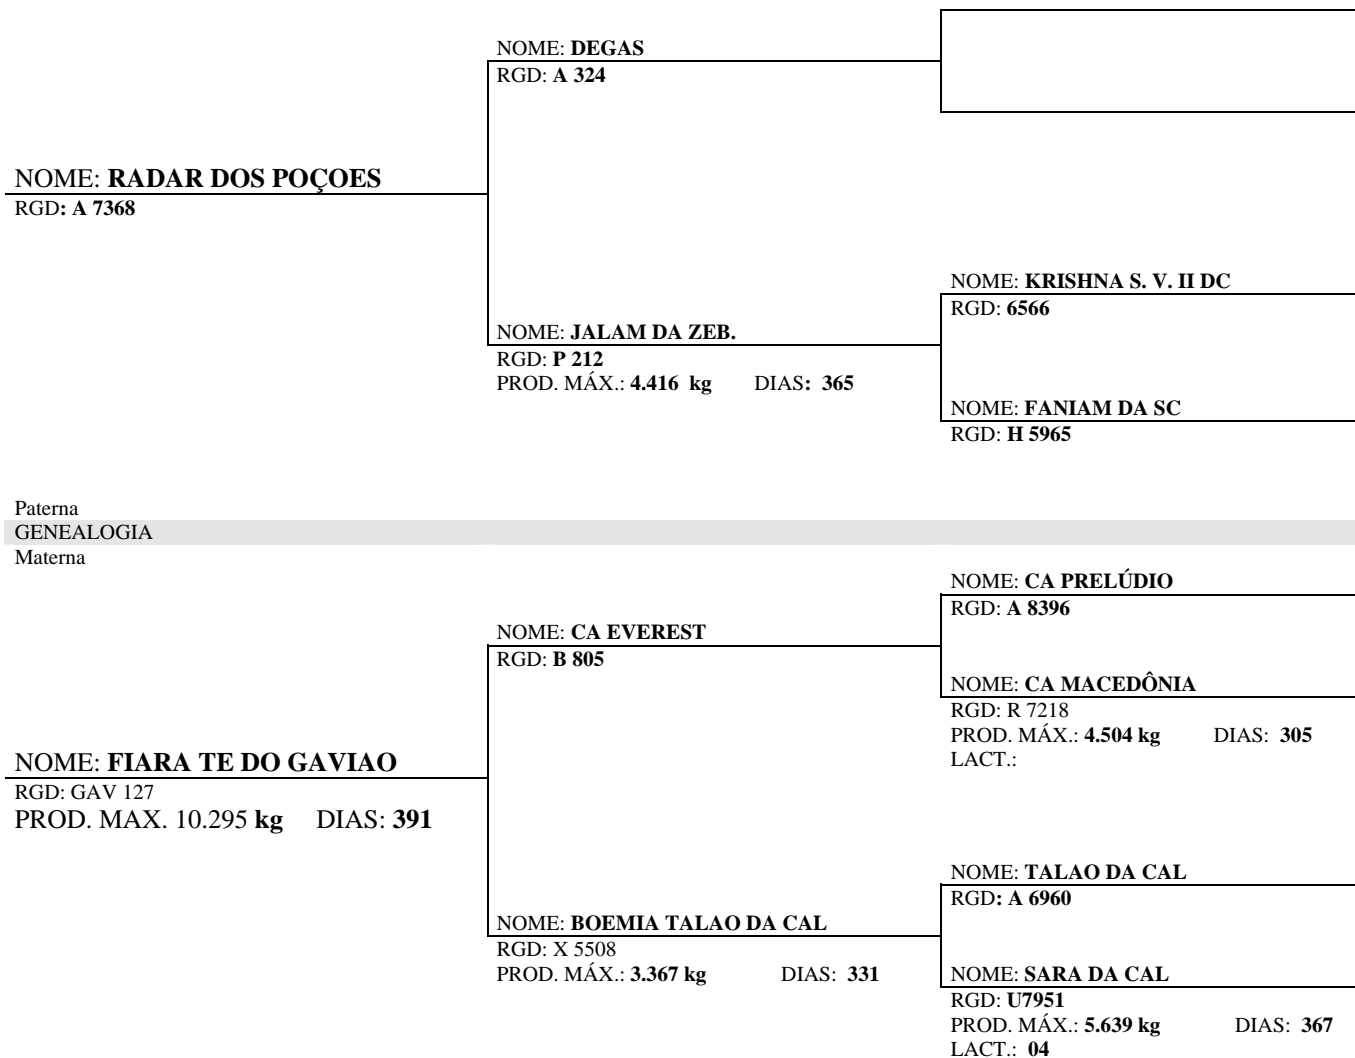 NOME: DEGAS
RGD: A 324
NOME: RADAR DOS POÇOES
RGD: A 7368
NOME: KRISHNA S. V. II DC
RGD: 6566
NOME: JALAM DA ZEB.
RGD: P 212
PROD. MÁX.: 4.416 kg DIAS: 365
NOME: FANIAM DA SC
RGD: H 5965
Paterna
GENEALOGIA
Materna
NOME: CA PRELÚDIO
RGD: A 8396
NOME: CA EVEREST
RGD: B 805
NOME: CA MACEDÔNIA
RGD: R 7218
PROD. MÁX.: 4.504 kg DIAS: 305
LACT.:
NOME: FIARA TE DO GAVIAO
RGD: GAV 127
PROD. MAX. 10.295 kg DIAS: 391
NOME: TALAO DA CAL
RGD: A 6960
NOME: BOEMIA TALAO DA CAL
RGD: X 5508
PROD. MÁX.: 3.367 kg DIAS: 331
NOME: SARA DA CAL
RGD: U7951
PROD. MÁX.: 5.639 kg DIAS: 367
LACT.: 04